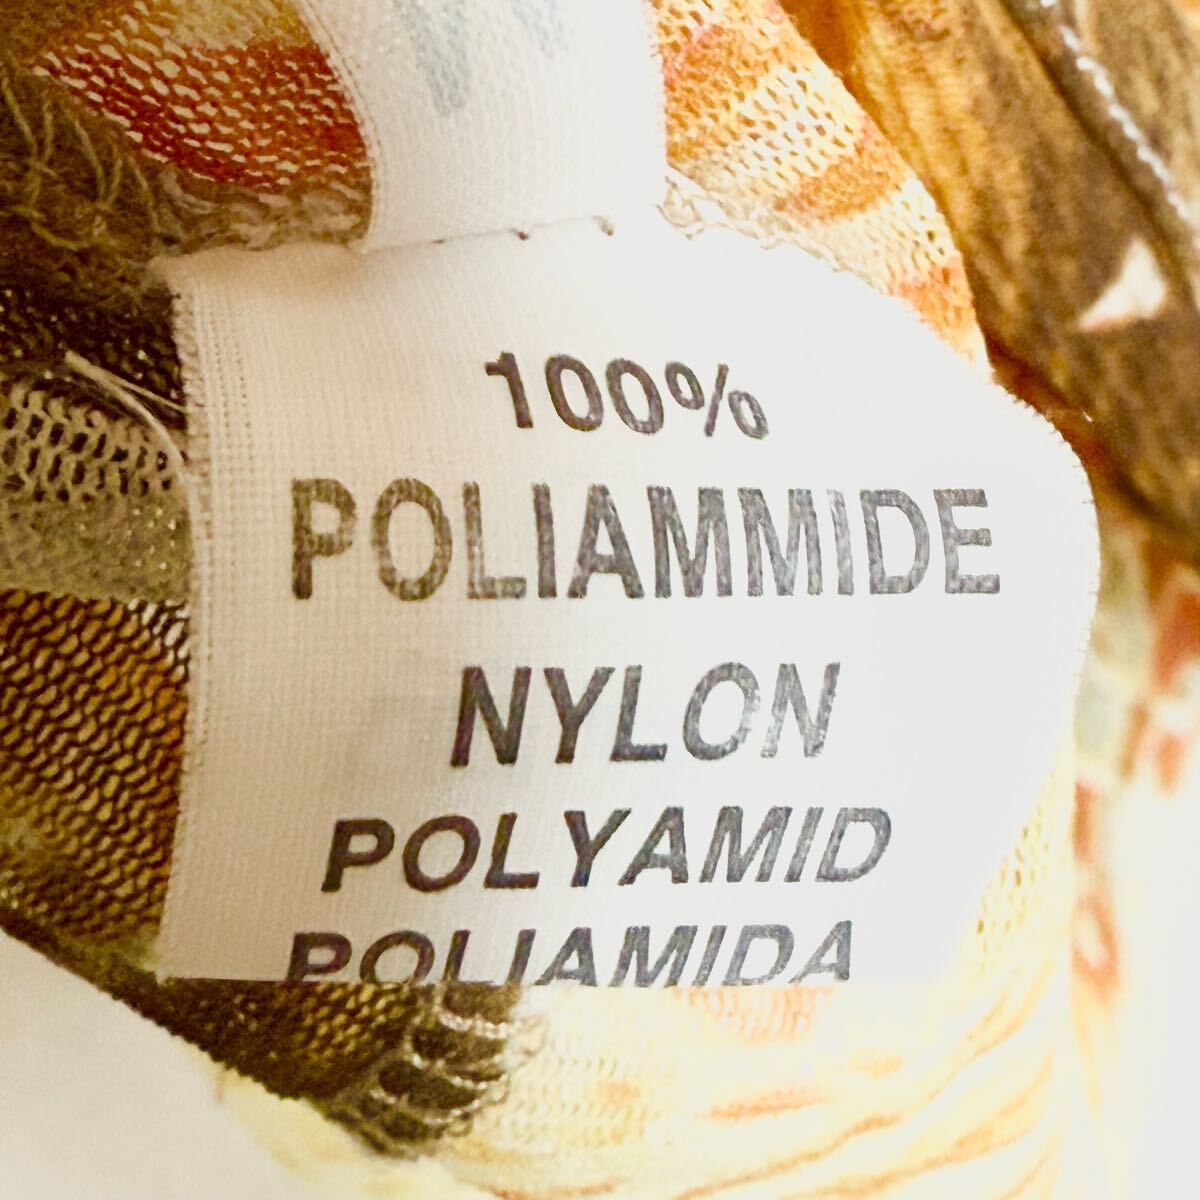 100%
POLIAMMIDE
NYLON
POLYAMID
POLIAMIDA